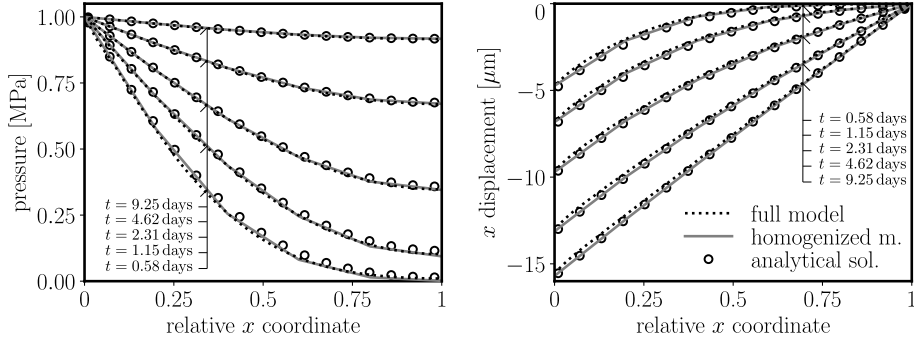 1.00
0.75
0.50
0.25
0.00
pressure [MPa]
t = 9.25 days
t = 4.62 days
t = 2.31 days
t = 1.15 days
t = 0.58 days
0 0.25 0.5 0.75 1
relative x coordinate
0
−5
−10
−15
x displacement [μm]
t = 0.58 days
t = 1.15 days
t = 2.31 days
t = 4.62 days
t = 9.25 days
full model
homogenized m.
analytical sol.
0 0.25 0.5 0.75 1
relative x coordinate